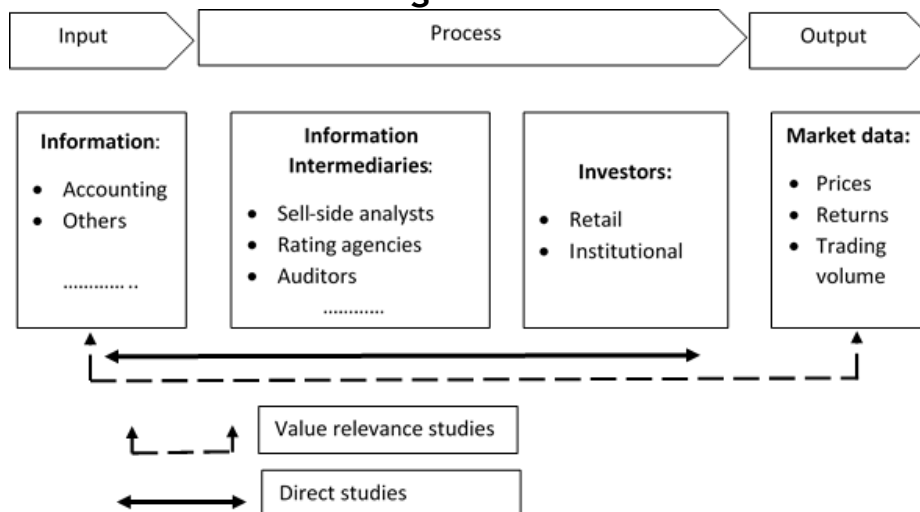 Input
Process
Output
Information:
• Accounting
• Others
………… ..
Information
Intermediaries:
• Sell-side analysts
• Rating agencies
• Auditors
…………
Investors:
• Retail
• Institutional
Market data:
• Prices
• Returns
• Trading
volume
Value relevance studies
Direct studies